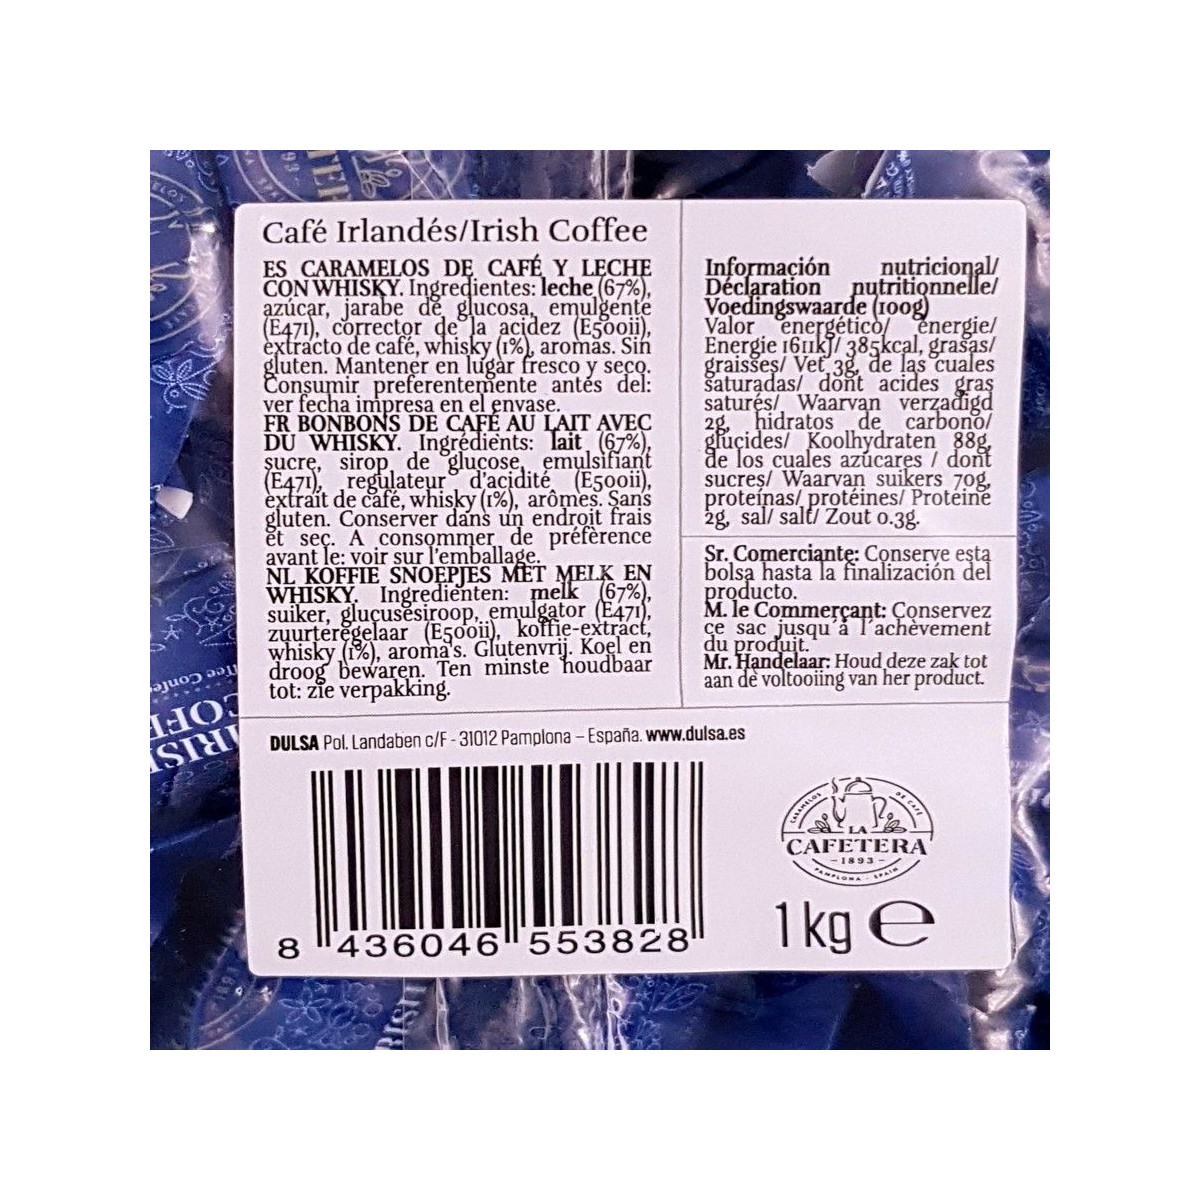 Café Irlandés/Irish Coffee
ES CARAMELOS DE CAFÉ Y LECHE
CON WHISKY. Ingredientes: leche (67%),
azúcar, jarabe de glucosa, emulgente
(E471), corrector de la acidez (E500ii),
extracto de café, whisky (1%), aromas. Sin
gluten. Mantener en lugar fresco y seco.
Consumir preferentemente antes del:
ver fecha impresa en el envase.
FR BONBONS DE CAFÉ AU LAIT AVEC
DU WHISKY. Ingrédients: lait (67%),
sucre, sirop de glucose, emulsifiant
(E471), regulateur d'acidité (E500ii),
extrait de café, whisky (1%), arômes. Sans
gluten. Conserver dans un endroit frais
et sec. A consommer de préfèrence
avant le: voir sur l'emballage.
NL KOFFIE SNOEPJES MET MELK EN
WHISKY. Ingredienten: melk (67%),
suiker, glucusesiroop, emulgator (E471),
zuurteregelaar (E500ii), koffie-extract,
whisky (1%), aroma's. Glutenvrij. Koel en
droog bewaren. Ten minste houdbaar
tot: zie verpakking.
Información nutricional/
Déclaration nutritionnelle/
Voedingswaarde (100g)
Valor energético/ énergie/
Energie 1611kJ/ 385kcal, grasas/
graisses/ Vet 3g, de las cuales
saturadas/ dont acides gras
saturés/ Waarvan verzadigd
2g, hidratos de carbono/
glucides/ Koolhydraten 88g,
de los cuales azúcares / dont
sucres/ Waarvan suikers 70g,
proteínas/ protéines/ Proteine
2g, sal/ salt/ Zout 0.3g.
Sr. Comerciante: Conserve esta
bolsa hasta la finalización del
producto.
M. le Commerçant: Conservez
ce sac jusqu´à l´achèvement
du produit.
Mr. Handelaar: Houd deze zak tot
aan de voltooiing van her product.
DULSA Pol. Landaben c/F - 31012 Pamplona – España. www.dulsa.es
8 436046 553828
CARAMELOS DE CAFÉ
LA
CAFETERA
- 1893 -
PAMPLONA - SPAIN
1 kg e
IRISH
COFF